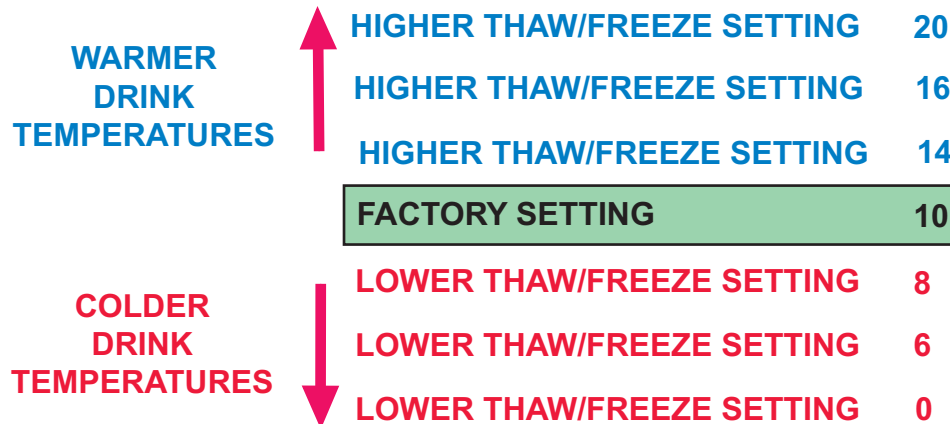 WARMER
DRINK
TEMPERATURES
HIGHER THAW/FREEZE SETTING 20
HIGHER THAW/FREEZE SETTING 16
HIGHER THAW/FREEZE SETTING 14
FACTORY SETTING 10
COLDER
DRINK
TEMPERATURES
LOWER THAW/FREEZE SETTING 8
LOWER THAW/FREEZE SETTING 6
LOWER THAW/FREEZE SETTING 0